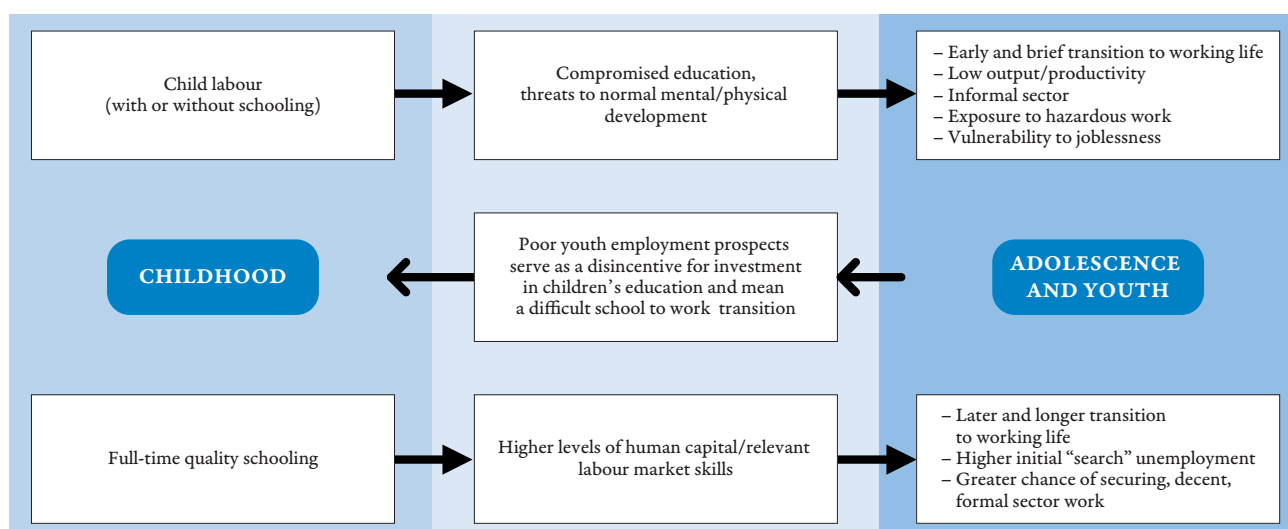 Child labour
(with or without schooling)
Compromised education,
threats to normal mental/physical
development
– Early and brief transition to working life
– Low output/productivity
– Informal sector
– Exposure to hazardous work
– Vulnerability to joblessness
CHILDHOOD
Poor youth employment prospects
serve as a disincentive for investment
in children’s education and mean
a difficult school to work transition
ADOLESCENCE
AND YOUTH
Full-time quality schooling
Higher levels of human capital/relevant
labour market skills
– Later and longer transition
to working life
– Higher initial “search” unemployment
– Greater chance of securing, decent,
formal sector work